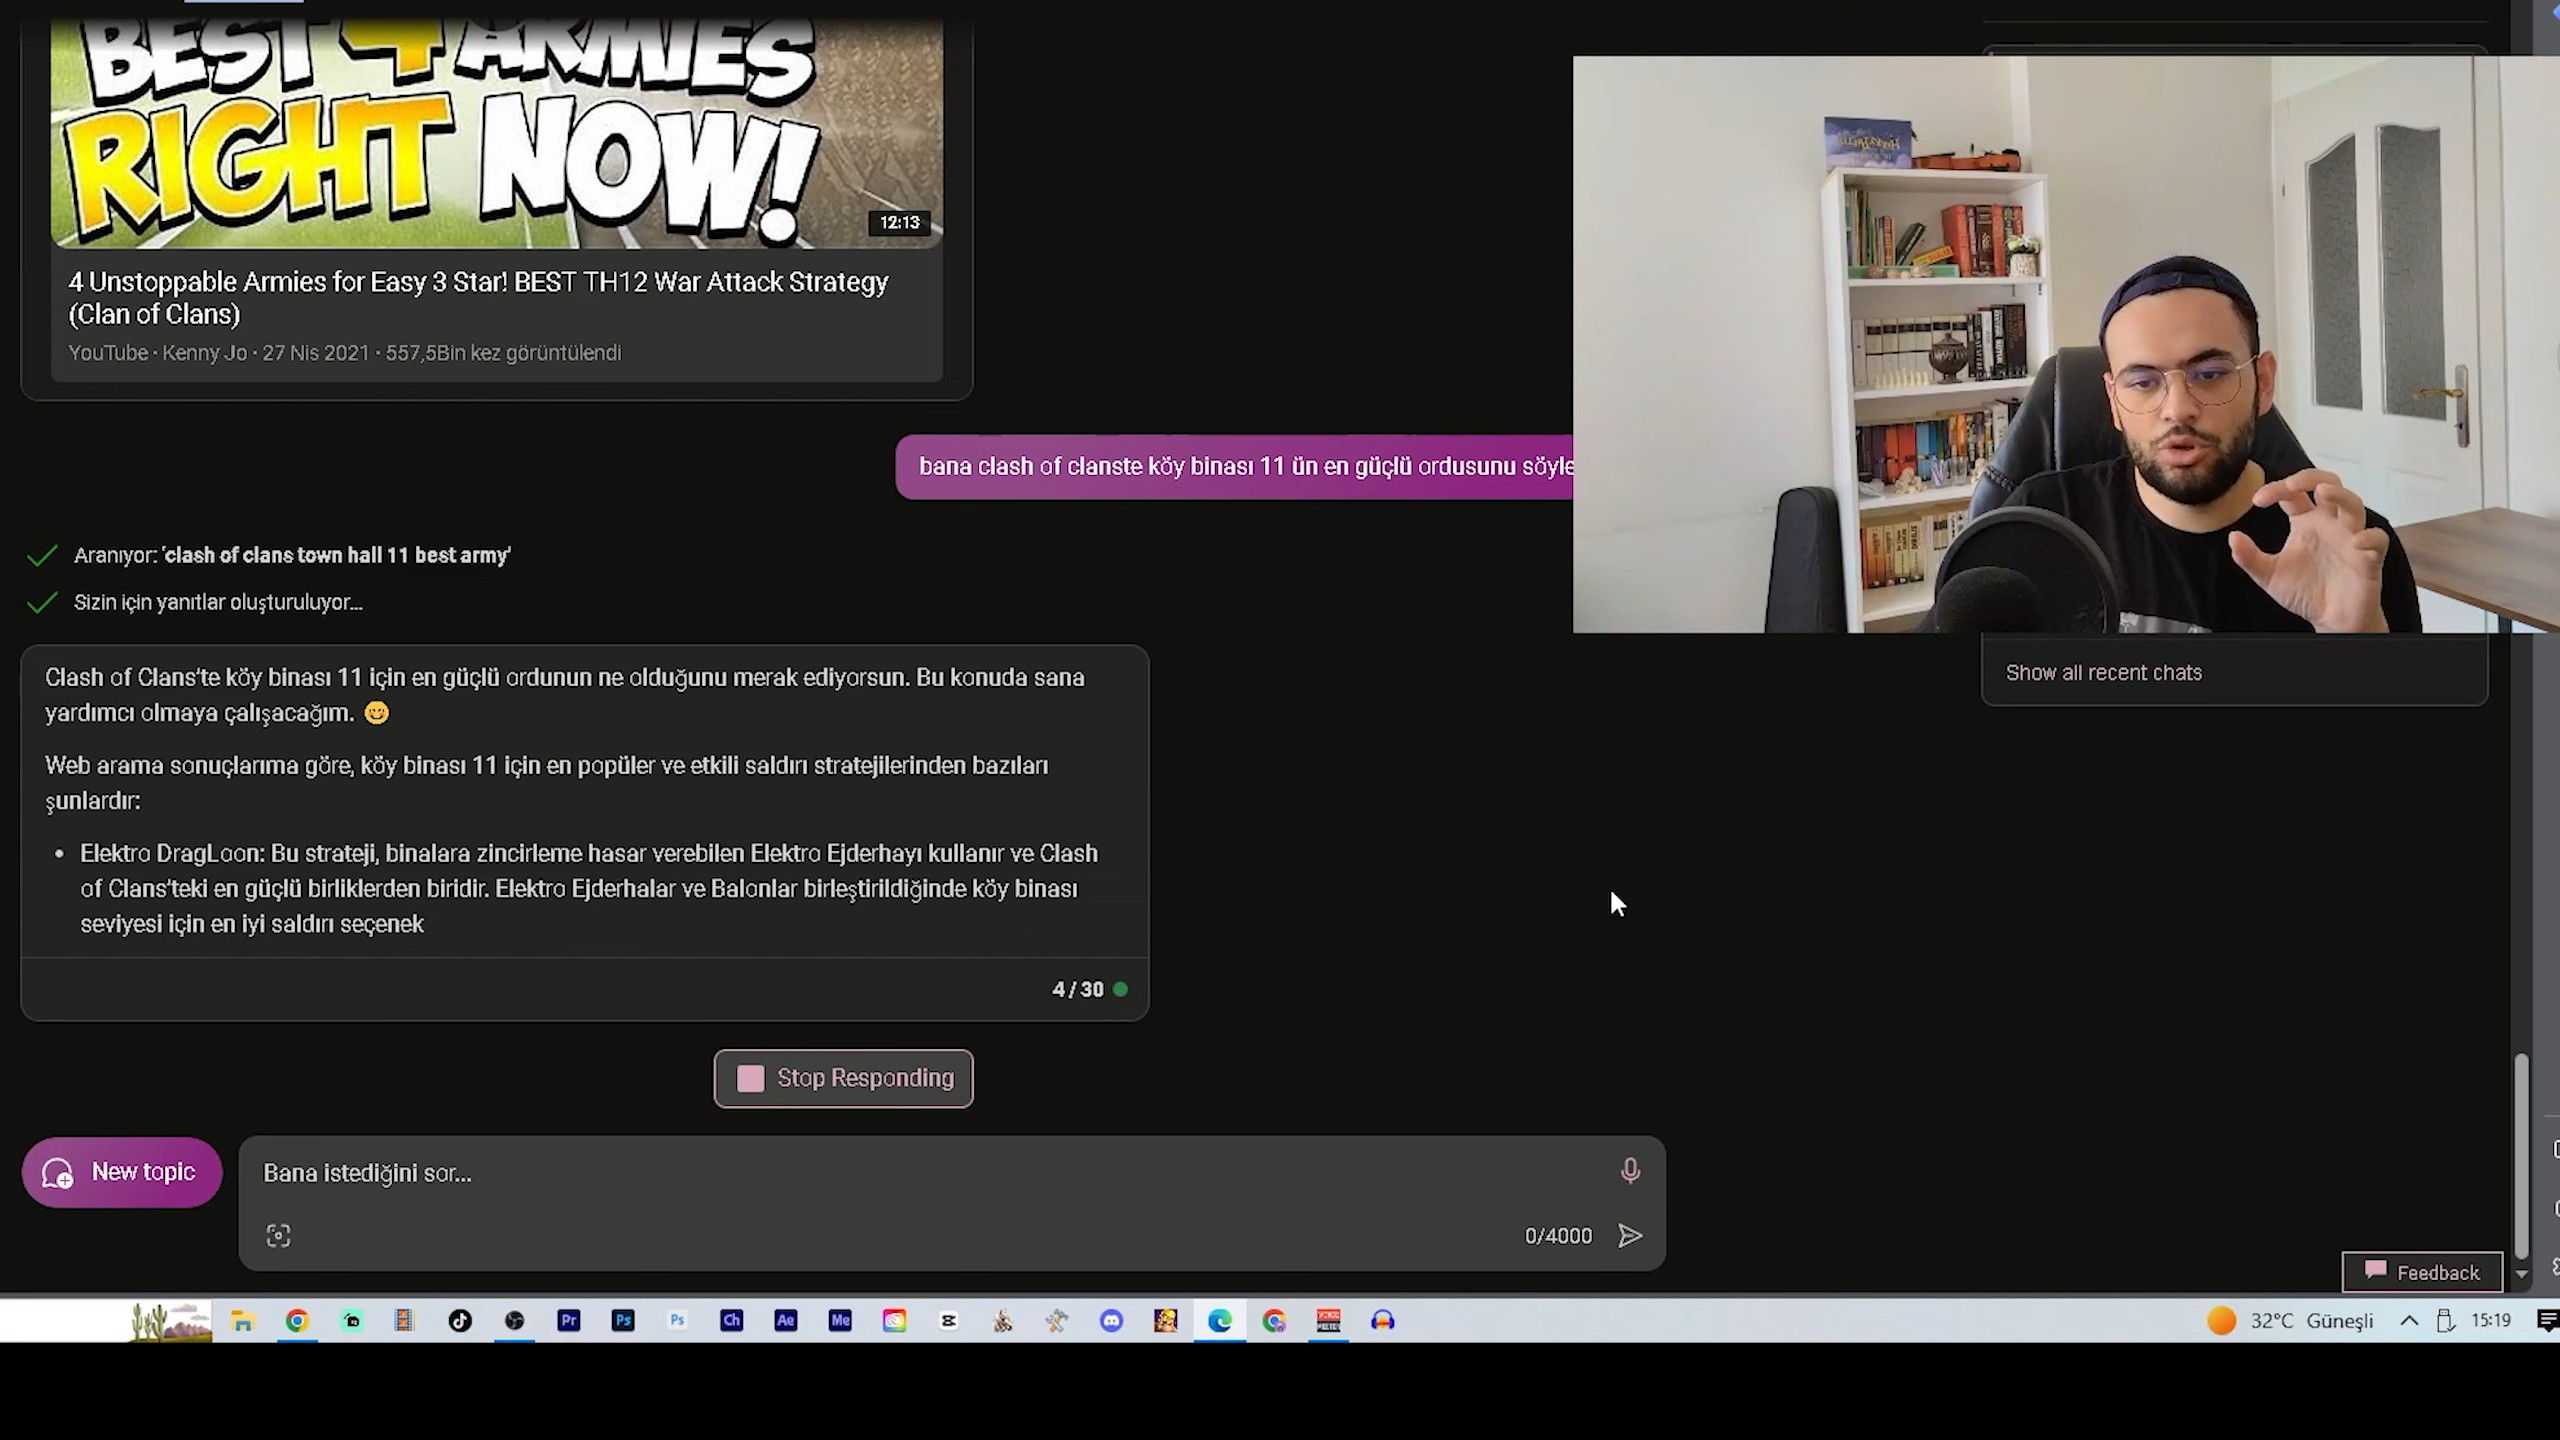 BEST 4 ARMIES
RIGHT NOW!
12:13
4 Unstoppable Armies for Easy 3 Star! BEST TH12 War Attack Strategy
(Clan of Clans)
YouTube · Kenny Jo · 27 Nis 2021 · 557,5Bin kez görüntülendi
bana clash of clanste köy binası 11 ün en güçlü ordusunu söyle
Aranıyor: 'clash of clans town hall 11 best army'
Sizin için yanıtlar oluşturuluyor...
Clash of Clans'te köy binası 11 için en güçlü ordunun ne olduğunu merak ediyorsun. Bu konuda sana
yardımcı olmaya çalışacağım. 😊
Web arama sonuçlarıma göre, köy binası 11 için en popüler ve etkili saldırı stratejilerinden bazıları
şunlardır:
• Elektro DragLoon: Bu strateji, binalara zincirleme hasar verebilen Elektro Ejderhayı kullanır ve Clash
of Clans'teki en güçlü birliklerden biridir. Elektro Ejderhalar ve Balonlar birleştirildiğinde köy binası
seviyesi için en iyi saldırı seçenek
4 / 30
Stop Responding
New topic
Bana istediğini sor...
0/4000
Show all recent chats
Feedback
Pr
Ps
Ps
Ch
Ae
Me
32°C Güneşli
15:19